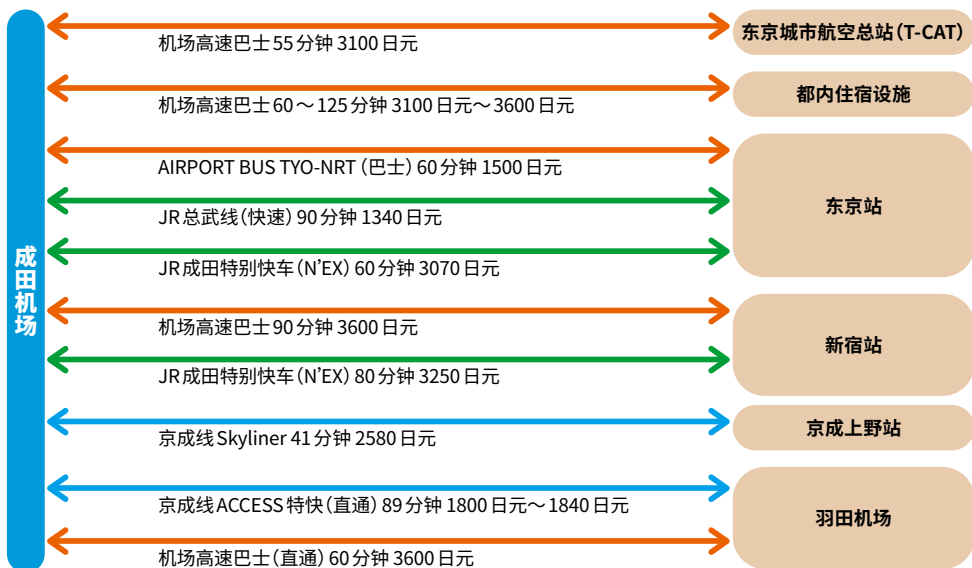 成田机场
机场高速巴士 55分钟 3100日元
东京城市航空总站(T-CAT)
机场高速巴士 60～125分钟 3100日元～3600日元
都内住宿设施
AIRPORT BUS TYO-NRT (巴士) 60分钟 1500日元
JR总武线(快速) 90分钟 1340日元
JR成田特别快车(N'EX) 60分钟 3070日元
东京站
机场高速巴士 90分钟 3600日元
JR成田特别快车(N'EX) 80分钟 3250日元
新宿站
京成线 Skyliner 41分钟 2580日元
京成上野站
京成线ACCESS特快(直通) 89分钟 1800日元～1840日元
机场高速巴士(直通) 60分钟 3600日元
羽田机场